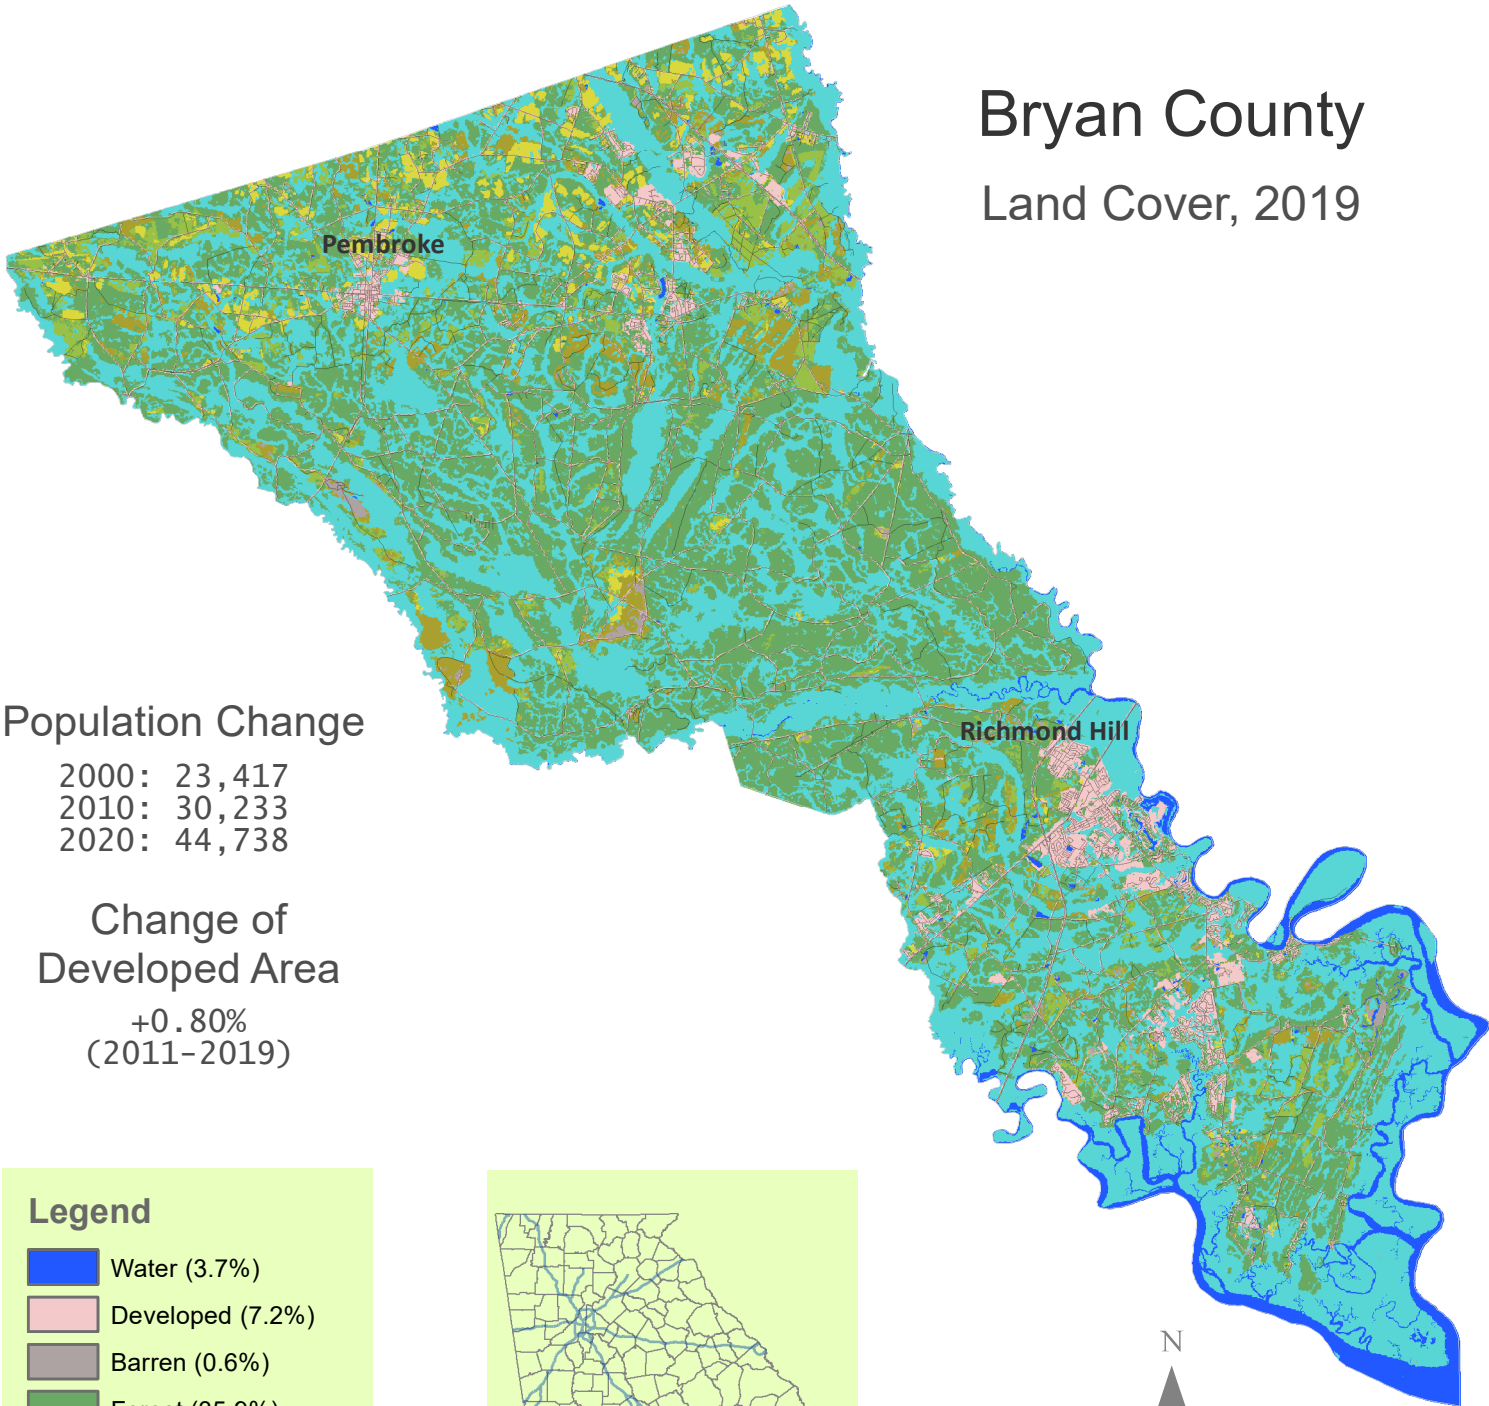 Bryan County
Land Cover, 2019
Pembroke
Richmond Hill
Population Change
2000: 23,417
2010: 30,233
2020: 44,738
Change of
Developed Area
+0.80%
(2011-2019)
Legend
Water (3.7%)
Developed (7.2%)
Barren (0.6%)
N